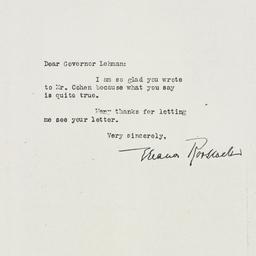 Dear Governor Lehman:
I am so glad you wrote
to Mr. Cohen because what you say
is quite true.
Many thanks for letting
me see your letter.
Very sincerely,
Eleanor Roosevelt